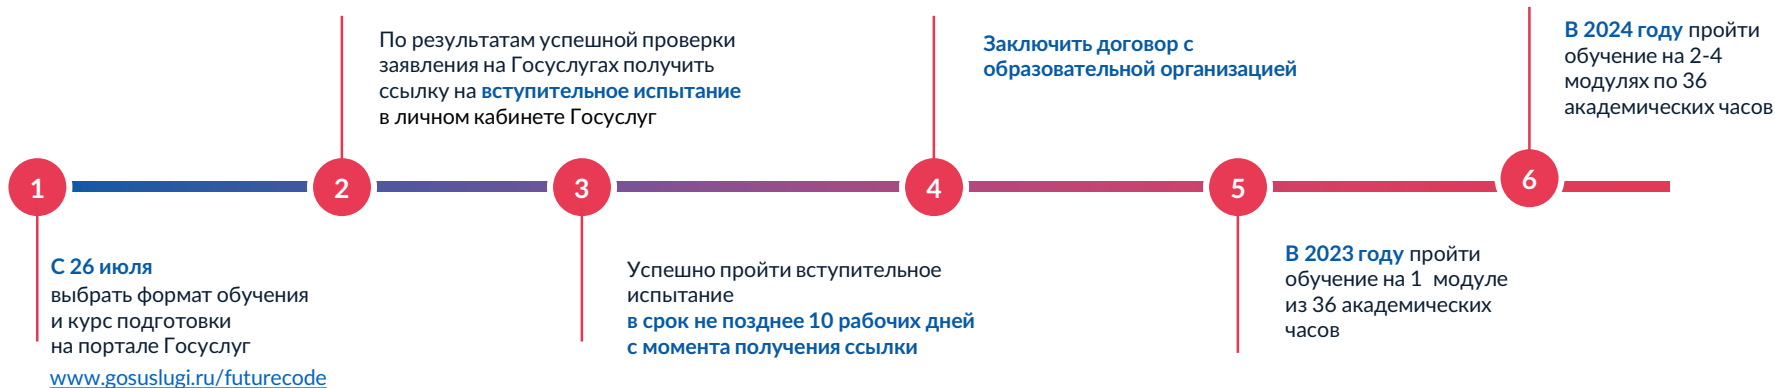 1
С 26 июля
выбрать формат обучения
и курс подготовки
на портале Госуслуг
www.gosuslugi.ru/futurecode
2
По результатам успешной проверки
заявления на Госуслугах получить
ссылку на вступительное испытание
в личном кабинете Госуслуг
3
Успешно пройти вступительное
испытание
в срок не позднее 10 рабочих дней
с момента получения ссылки
4
Заключить договор с
образовательной организацией
5
В 2023 году пройти
обучение на 1 модуле
из 36 академических
часов
6
В 2024 году пройти
обучение на 2-4
модулях по 36
академических часов